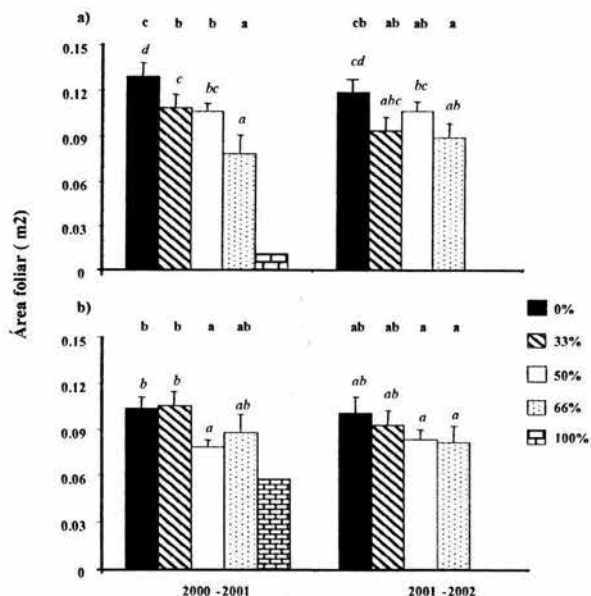 a)
c b b a cb ab ab a
d c bc a cd abc bc ab
0.15
0.12
0.09
0.06
0.03
0
Área foliar ( m2)
b)
b b a ab ab ab a a
b b a ab ab ab a a
0.15
0.12
0.09
0.06
0.03
0
2000 -2001 2001 -2002
0%
33%
50%
66%
100%